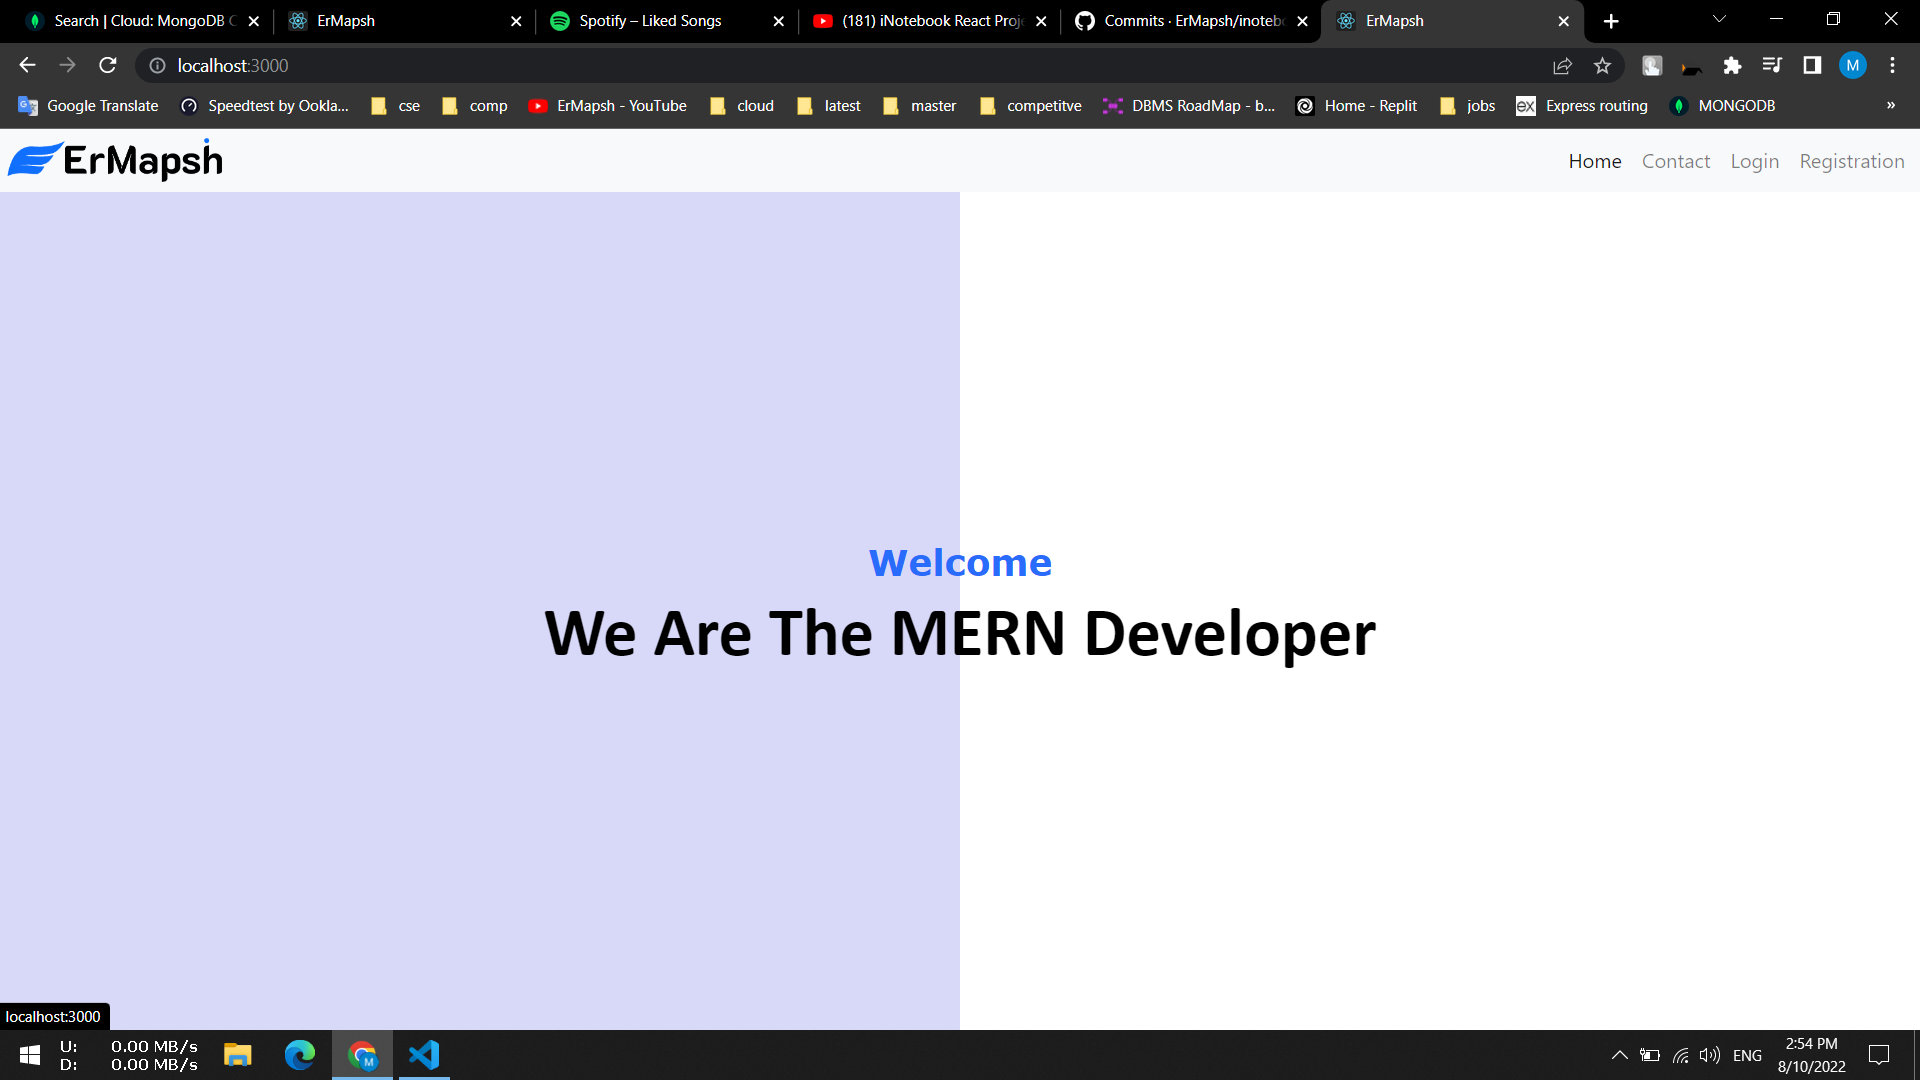 Search | Cloud: MongoDB C
ErMapsh
Spotify – Liked Songs
(181) iNotebook React Proje
Commits · ErMapsh/inotebo
ErMapsh
localhost:3000
M
Google Translate
Speedtest by Ookla...
cse
comp
ErMapsh - YouTube
cloud
latest
master
competitve
DBMS RoadMap - b...
Home - Replit
jobs
ex
Express routing
MONGODB
»
ErMapsh
Home
Contact
Login
Registration
Welcome
We Are The MERN Developer
localhost:3000
U: 0.00 MB/s
D: 0.00 MB/s
M
ENG
2:54 PM
8/10/2022